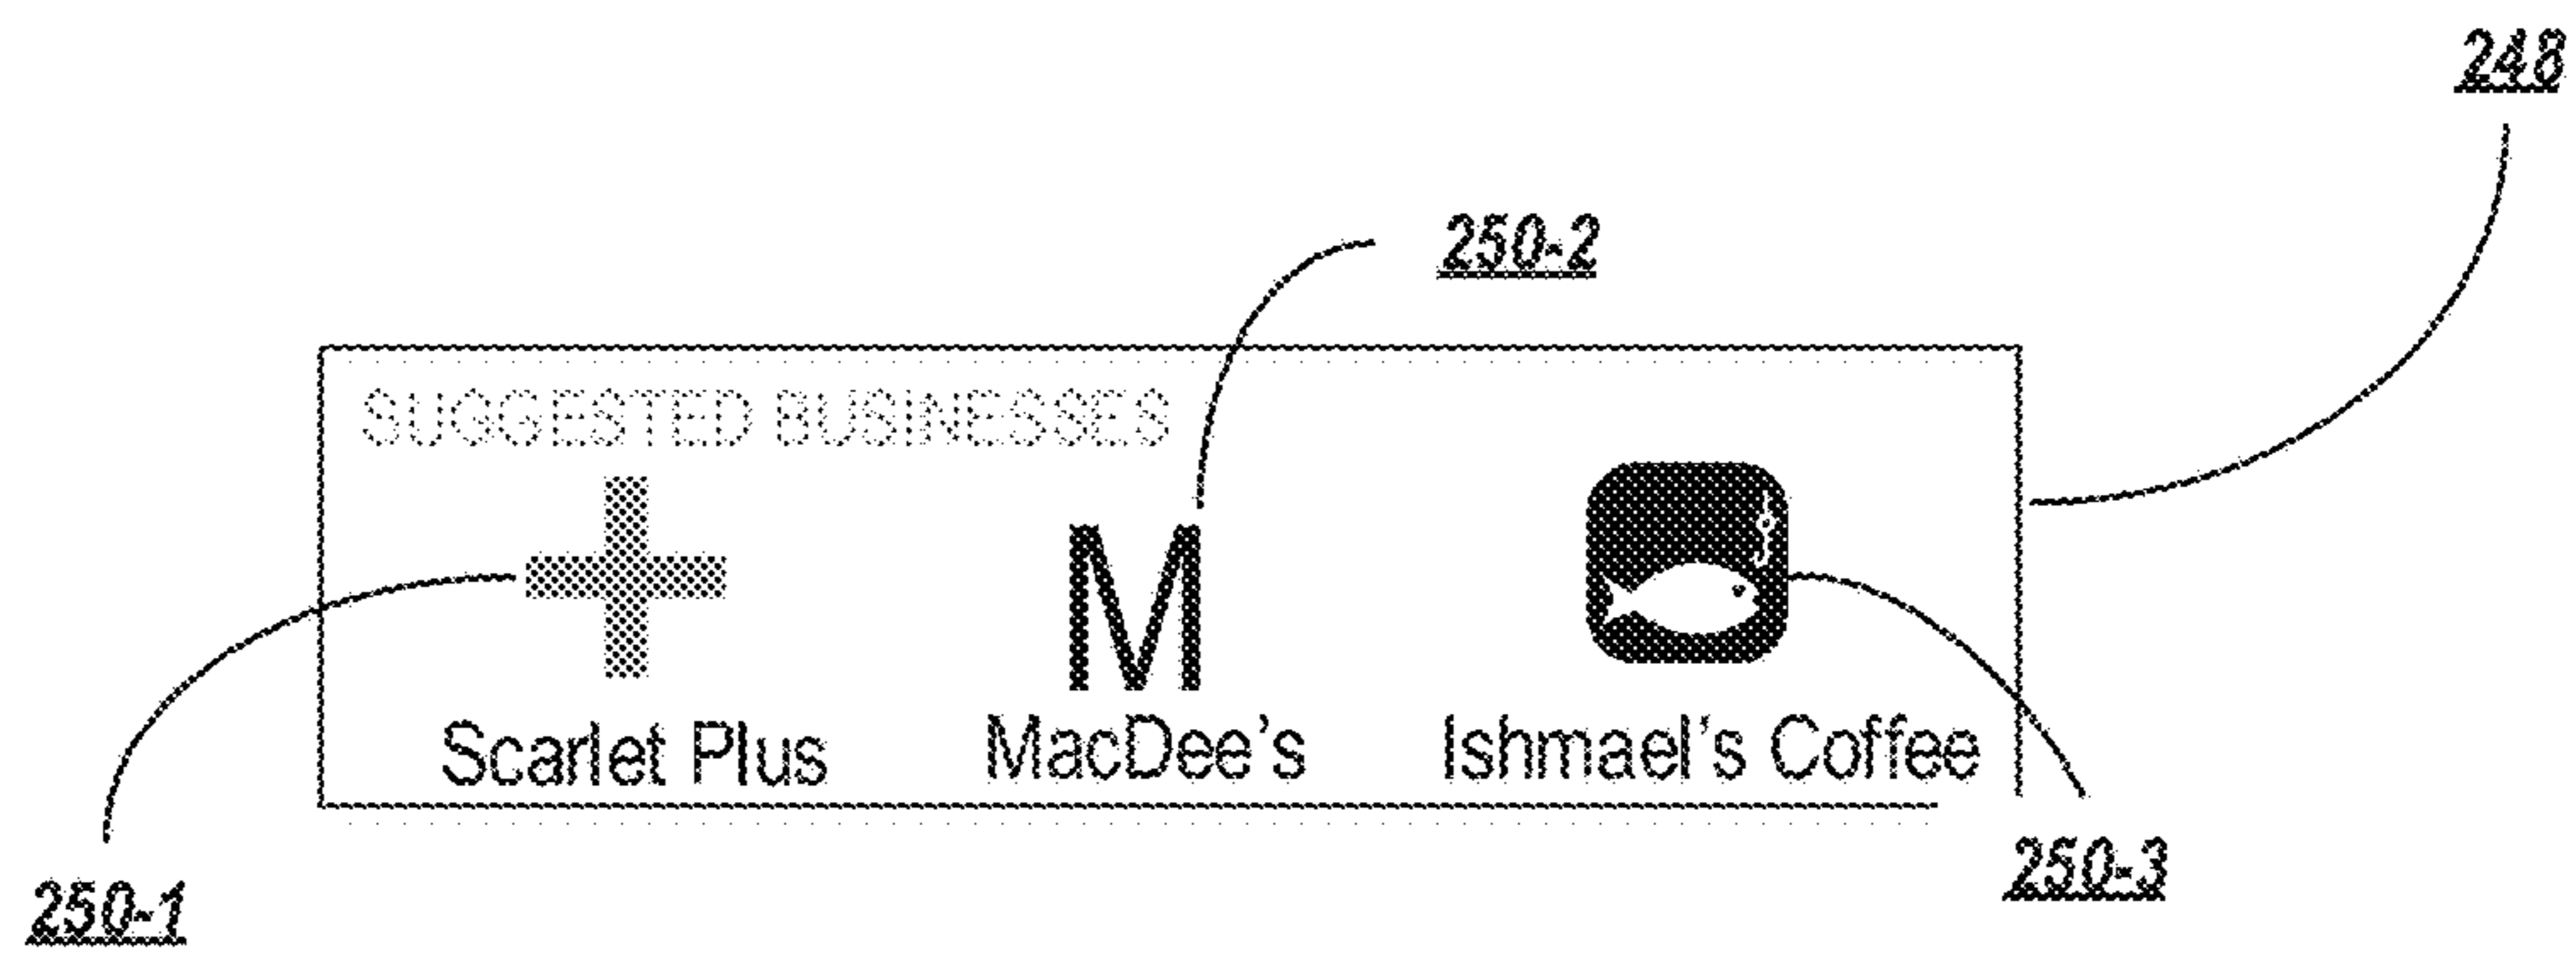 248
250-2
SUGGESTED BUSINESSES
M
Scarlet Plus MacDee's Ishmael's Coffee
250-1
250-3